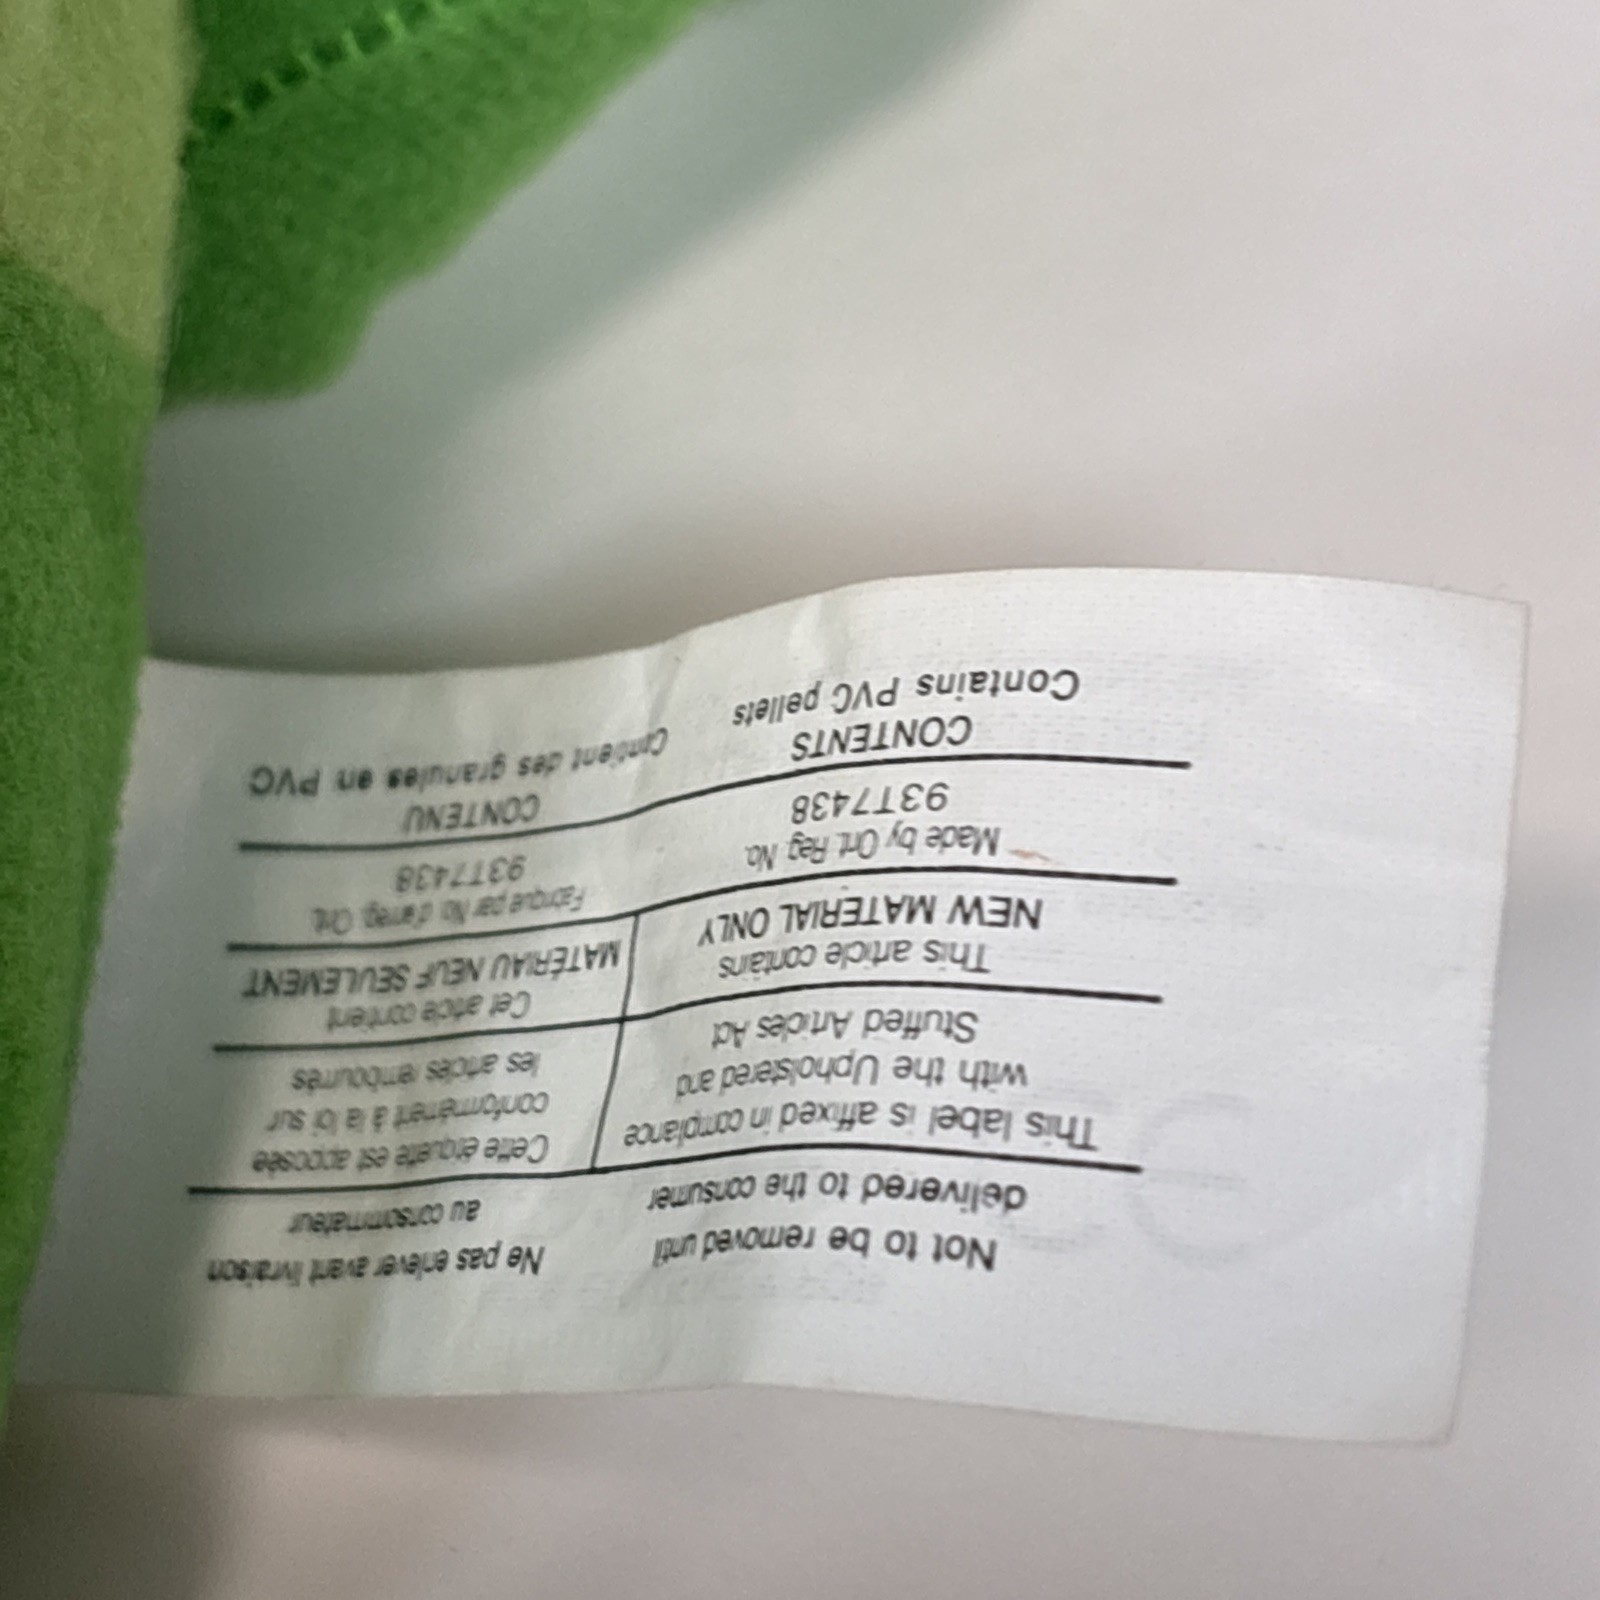 Not to be removed until
delivered to the consumer
This label is affixed in compliance
with the Upholstered and
Stuffed Articles Act
This article contains
NEW MATERIAL ONLY
Made by Ont. Reg. No.
93T7438
CONTENTS
Contains PVC pellets
Ne pas enlever avant livraison
au consommateur
Cette étiquette est apposée
conformément à la loi sur
les articles rembourrés
Cet article contient
MATÉRIAU NEUF SEULEMENT
Fabriqué par No. d'enreg. Ont.
93T7438
CONTENU
Contient des granules en PVC